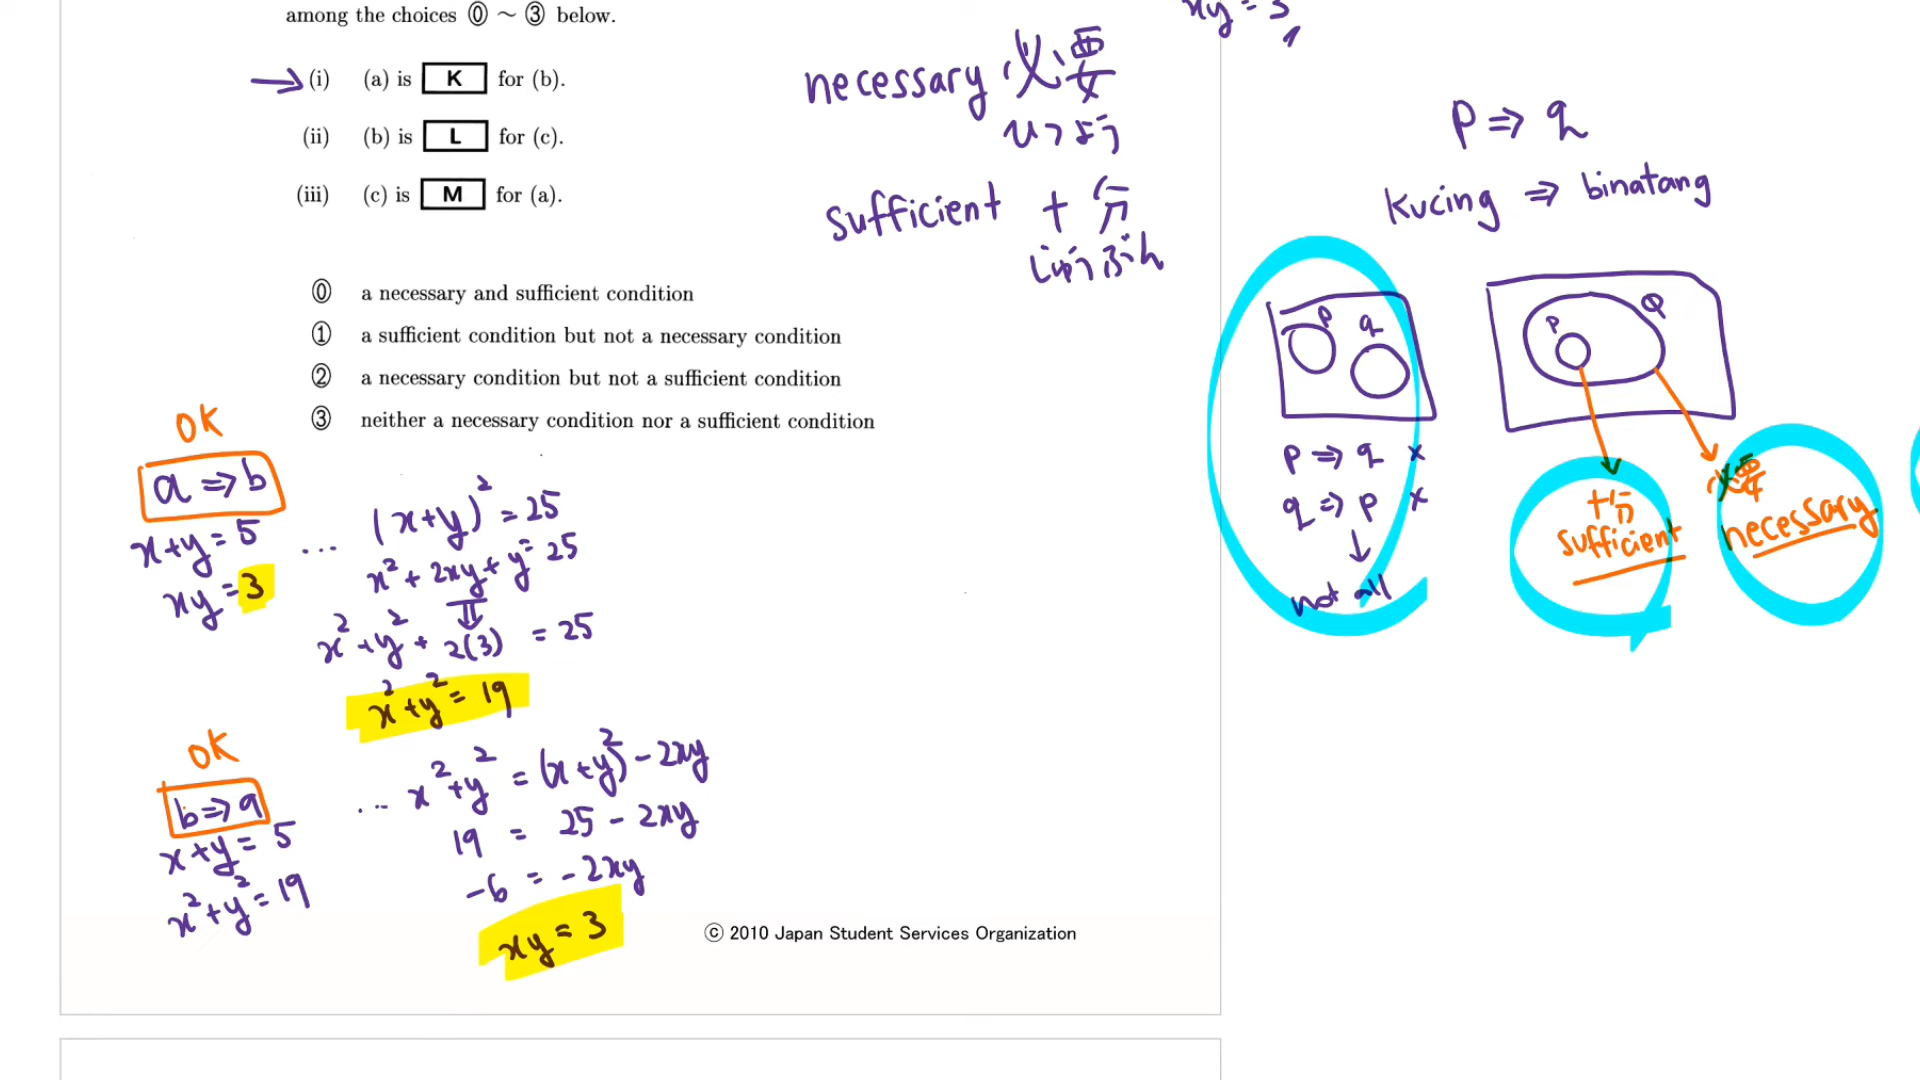 among the choices ⓪ ～ ③ below.
(i) (a) is K for (b).
(ii) (b) is L for (c).
(iii) (c) is M for (a).
⓪ a necessary and sufficient condition
① a sufficient condition but not a necessary condition
② a necessary condition but not a sufficient condition
③ neither a necessary condition nor a sufficient condition
necessary 必要
ひつよう
sufficient 十分
じゅうぶん
OK
a ⇒ b
x+y = 5
xy = 3
... (x+y)² = 25
x² + 2xy + y² = 25
x² + y² + 2(3) = 25
x² + y² = 19
OK
b ⇒ a
x+y = 5
x² + y² = 19
... x² + y² = (x+y)² - 2xy
19 = 25 - 2xy
-6 = -2xy
xy = 3
© 2010 Japan Student Services Organization
xy = 3
P ⇒ q
Kucing ⇒ binatang
P q
P ⇒ q x
q ⇒ p x
↓
not all
P Q
十分
sufficient
必要
necessary